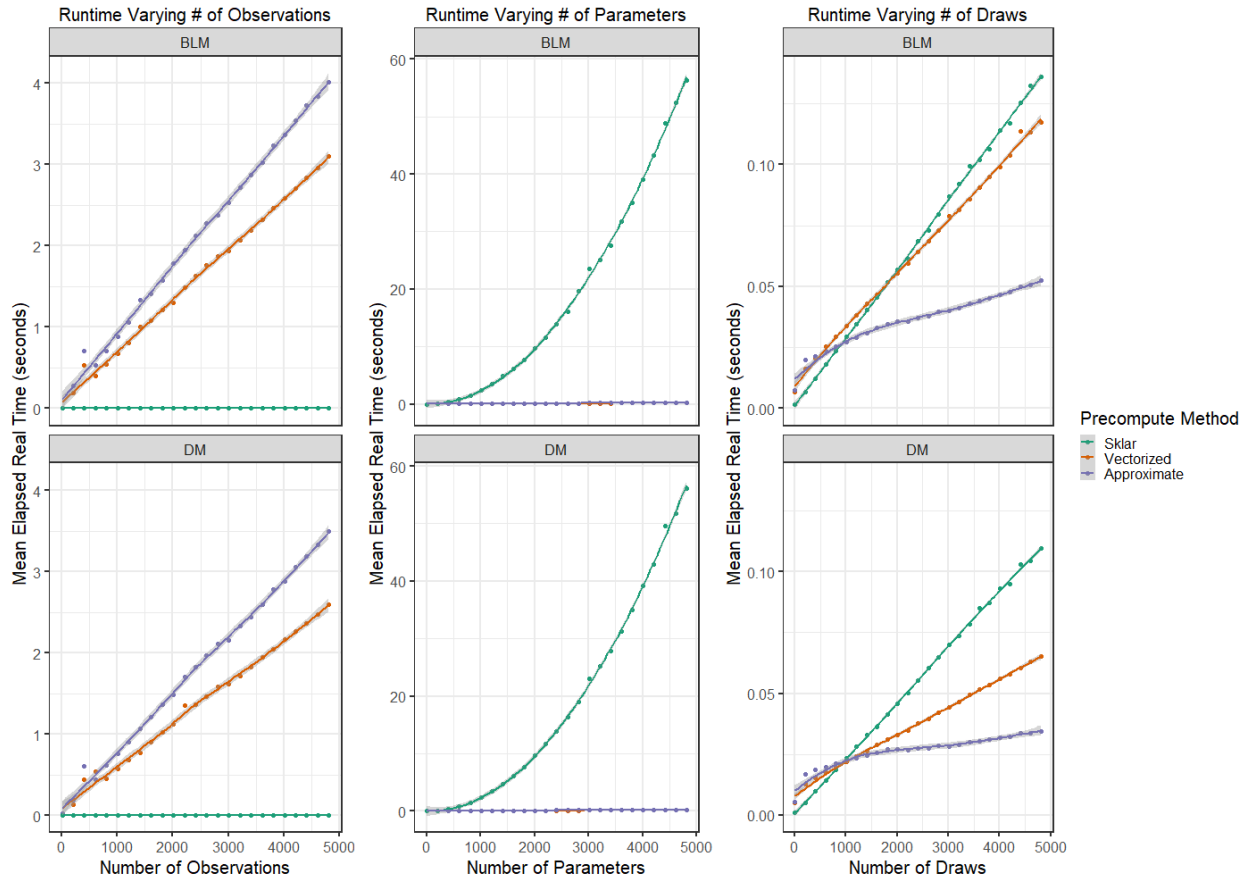 Runtime Varying # of Observations
BLM
4
3
2
1
0
DM
4
3
2
1
0
0 1000 2000 3000 4000 5000
Number of Observations
Mean Elapsed Real Time (seconds)
Runtime Varying # of Parameters
BLM
60
40
20
0
DM
60
40
20
0
0 1000 2000 3000 4000 5000
Number of Parameters
Mean Elapsed Real Time (seconds)
Runtime Varying # of Draws
BLM
0.10
0.05
0.00
DM
0.10
0.05
0.00
0 1000 2000 3000 4000 5000
Number of Draws
Mean Elapsed Real Time (seconds)
Precompute Method
Sklar
Vectorized
Approximate